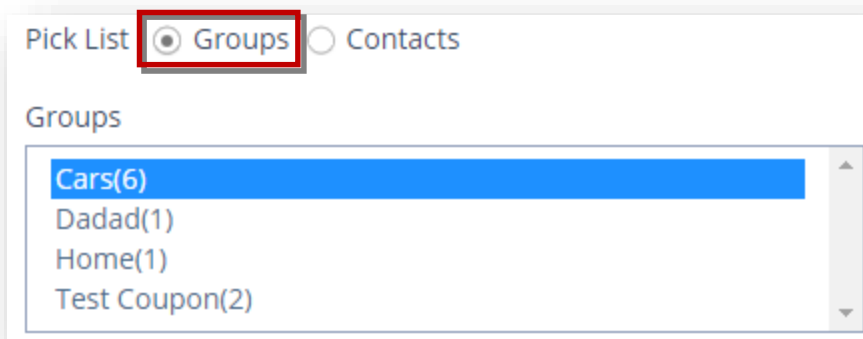 Pick List Groups Contacts
Groups
Cars(6)
Dadad(1)
Home(1)
Test Coupon(2)